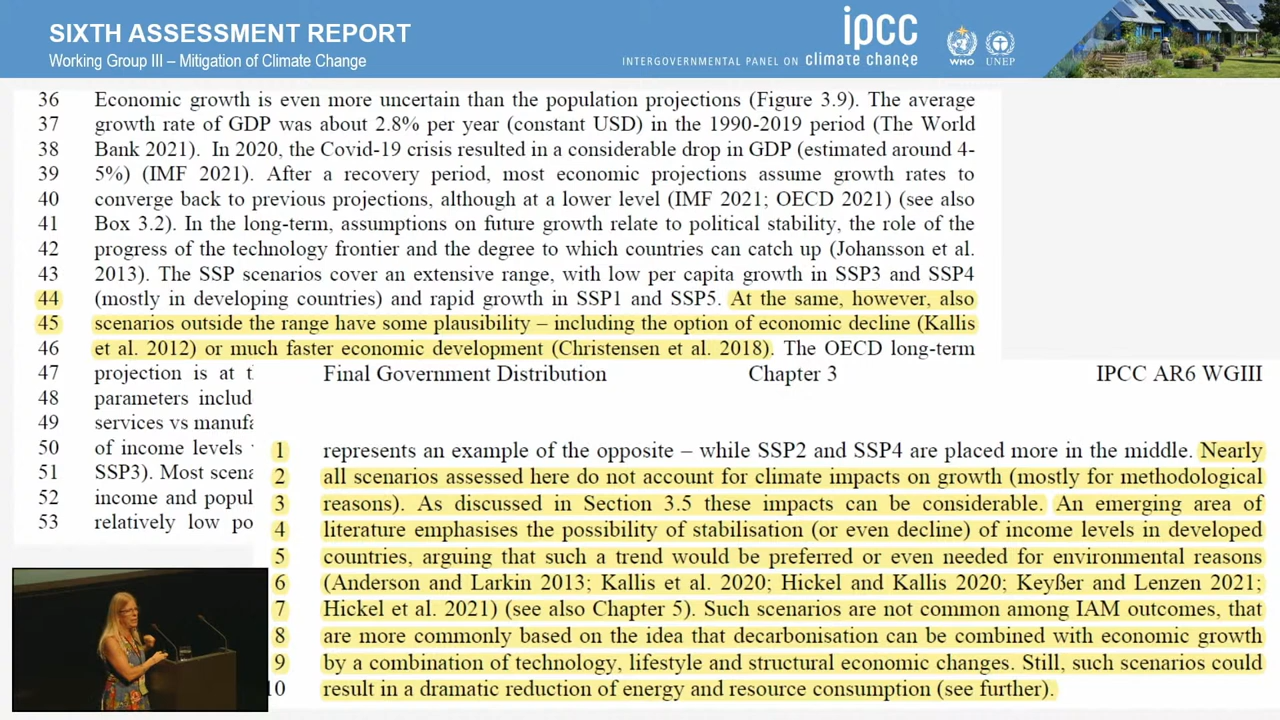 SIXTH ASSESSMENT REPORT
Working Group III – Mitigation of Climate Change
INTERGOVERNMENTAL PANEL ON climate change
ipcc
WMO UNEP
36 Economic growth is even more uncertain than the population projections (Figure 3.9). The average
37 growth rate of GDP was about 2.8% per year (constant USD) in the 1990-2019 period (The World
38 Bank 2021). In 2020, the Covid-19 crisis resulted in a considerable drop in GDP (estimated around 4-
39 5%) (IMF 2021). After a recovery period, most economic projections assume growth rates to
40 converge back to previous projections, although at a lower level (IMF 2021; OECD 2021) (see also
41 Box 3.2). In the long-term, assumptions on future growth relate to political stability, the role of the
42 progress of the technology frontier and the degree to which countries can catch up (Johansson et al.
43 2013). The SSP scenarios cover an extensive range, with low per capita growth in SSP3 and SSP4
44 (mostly in developing countries) and rapid growth in SSP1 and SSP5. At the same, however, also
45 scenarios outside the range have some plausibility – including the option of economic decline (Kallis
46 et al. 2012) or much faster economic development (Christensen et al. 2018). The OECD long-term
47 projection is at t
48 parameters includ
49 services vs manufa
50 of income levels
51 SSP3). Most scena
52 income and popul
53 relatively low po
Final Government Distribution Chapter 3 IPCC AR6 WGIII
1 represents an example of the opposite – while SSP2 and SSP4 are placed more in the middle. Nearly
2 all scenarios assessed here do not account for climate impacts on growth (mostly for methodological
3 reasons). As discussed in Section 3.5 these impacts can be considerable. An emerging area of
4 literature emphasises the possibility of stabilisation (or even decline) of income levels in developed
5 countries, arguing that such a trend would be preferred or even needed for environmental reasons
6 (Anderson and Larkin 2013; Kallis et al. 2020; Hickel and Kallis 2020; Keyßer and Lenzen 2021;
7 Hickel et al. 2021) (see also Chapter 5). Such scenarios are not common among IAM outcomes, that
8 are more commonly based on the idea that decarbonisation can be combined with economic growth
9 by a combination of technology, lifestyle and structural economic changes. Still, such scenarios could
10 result in a dramatic reduction of energy and resource consumption (see further).